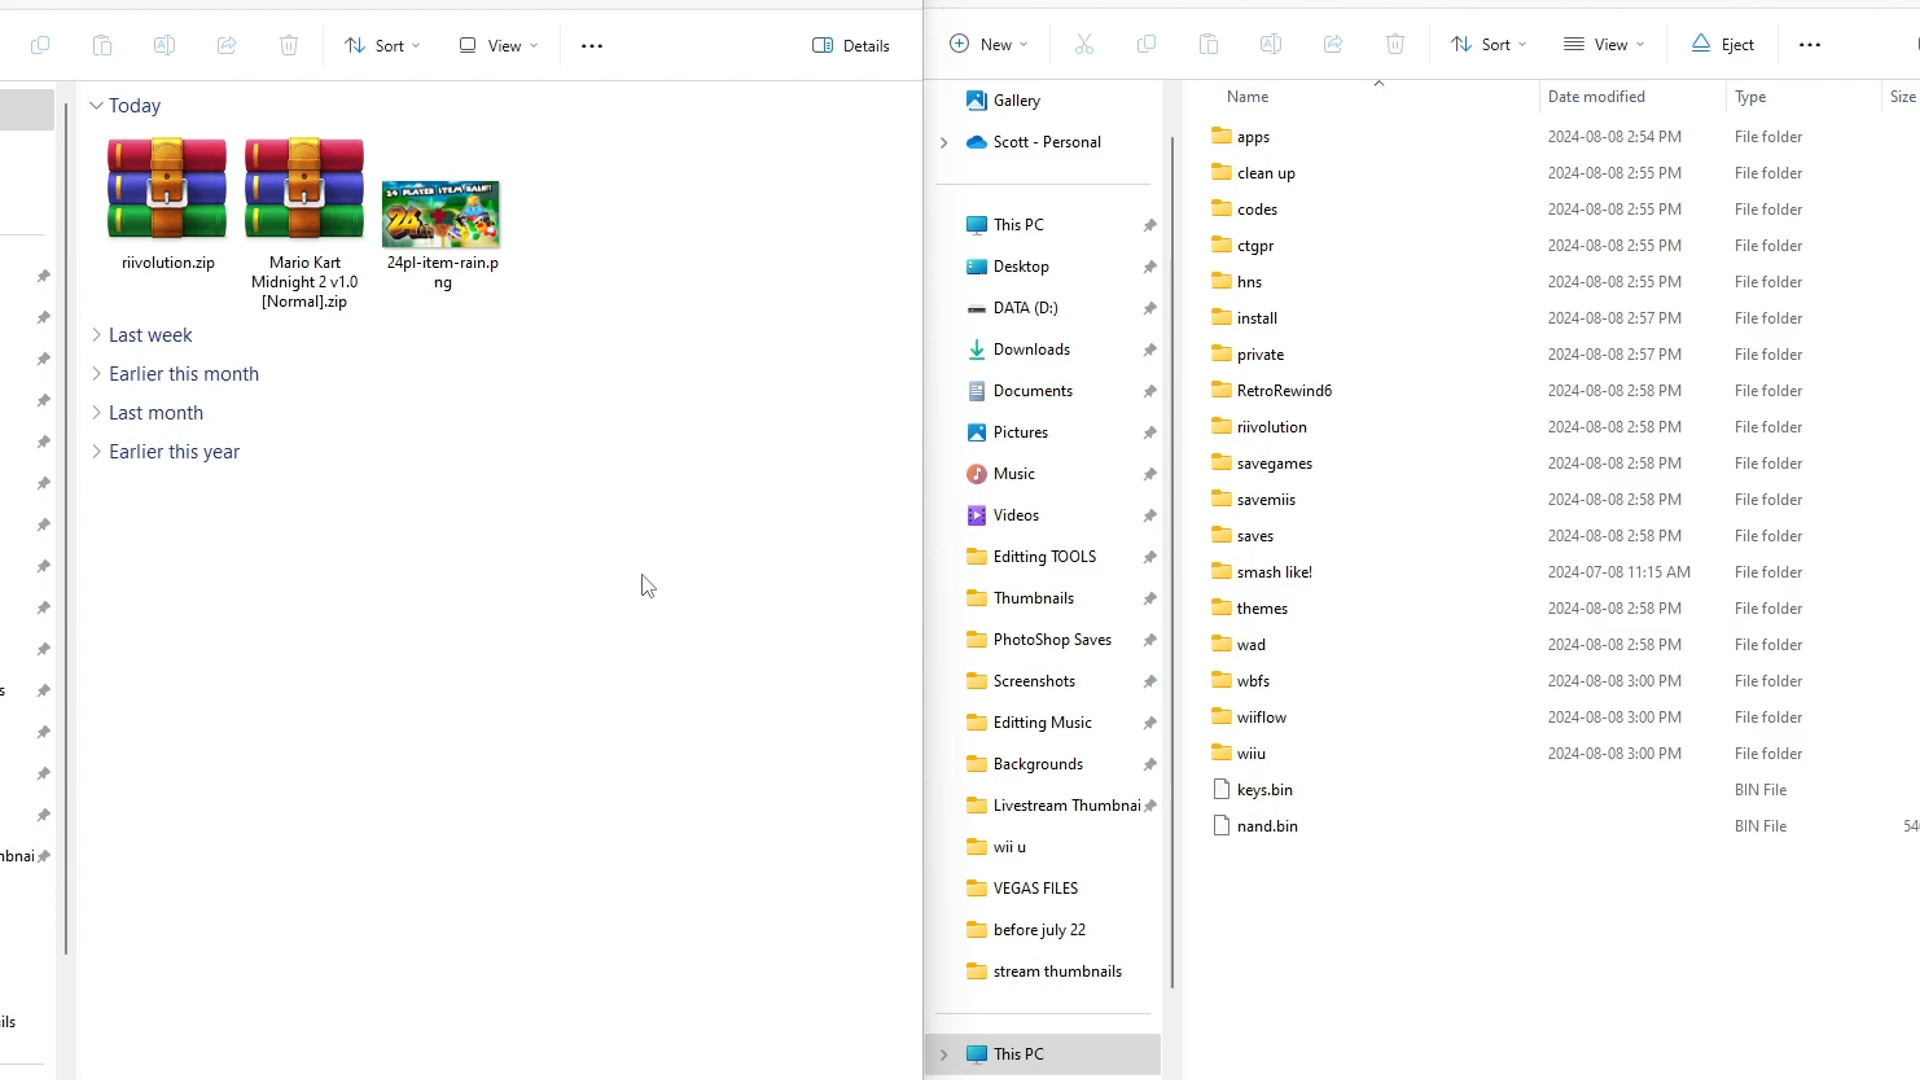 Sort
View
Details
Today
24 PLAYER ITEM RAIN!!
24
riivolution.zip
Mario Kart
Midnight 2 v1.0
[Normal].zip
24pl-item-rain.p
ng
Last week
Earlier this month
Last month
Earlier this year
s
nbnai
ils
New
Sort
View
Eject
Gallery
Scott - Personal
This PC
Desktop
DATA (D:)
Downloads
Documents
Pictures
Music
Videos
Editting TOOLS
Thumbnails
PhotoShop Saves
Screenshots
Editting Music
Backgrounds
Livestream Thumbnai
wii u
VEGAS FILES
before july 22
stream thumbnails
This PC
Name Date modified Type Size
apps 2024-08-08 2:54 PM File folder
clean up 2024-08-08 2:55 PM File folder
codes 2024-08-08 2:55 PM File folder
ctgpr 2024-08-08 2:55 PM File folder
hns 2024-08-08 2:55 PM File folder
install 2024-08-08 2:57 PM File folder
private 2024-08-08 2:57 PM File folder
RetroRewind6 2024-08-08 2:58 PM File folder
riivolution 2024-08-08 2:58 PM File folder
savegames 2024-08-08 2:58 PM File folder
savemiis 2024-08-08 2:58 PM File folder
saves 2024-08-08 2:58 PM File folder
smash like! 2024-07-08 11:15 AM File folder
themes 2024-08-08 2:58 PM File folder
wad 2024-08-08 2:58 PM File folder
wbfs 2024-08-08 3:00 PM File folder
wiiflow 2024-08-08 3:00 PM File folder
wiiu 2024-08-08 3:00 PM File folder
keys.bin BIN File
nand.bin BIN File 54